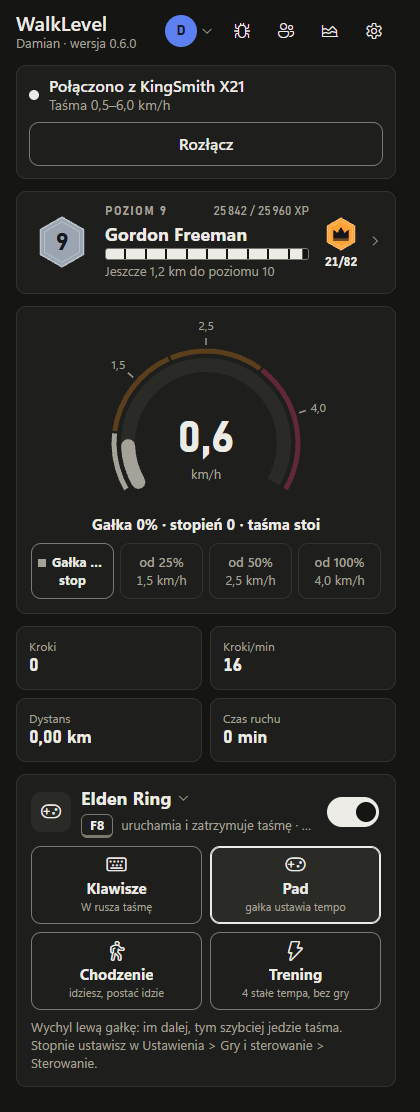 WalkLevel
Damian · wersja 0.6.0
D
Połączono z KingSmith X21
Taśma 0,5–6,0 km/h
Rozłącz
9
POZIOM 9
25 842 / 25 960 XP
Gordon Freeman
Jeszcze 1,2 km do poziomu 10
21/82
2,5
1,5
4,0
0,6
km/h
Gałka 0% · stopień 0 · taśma stoi
Gałka ...
stop
od 25%
1,5 km/h
od 50%
2,5 km/h
od 100%
4,0 km/h
Kroki
0
Kroki/min
16
Dystans
0,00 km
Czas ruchu
0 min
Elden Ring
F8 uruchamia i zatrzymuje taśmę · ...
Klawisze
W rusza taśmę
Pad
gałka ustawia tempo
Chodzenie
idziesz, postać idzie
Trening
4 stałe tempa, bez gry
Wychyl lewą gałkę: im dalej, tym szybciej jedzie taśma.
Stopnie ustawisz w Ustawienia > Gry i sterowanie >
Sterowanie.